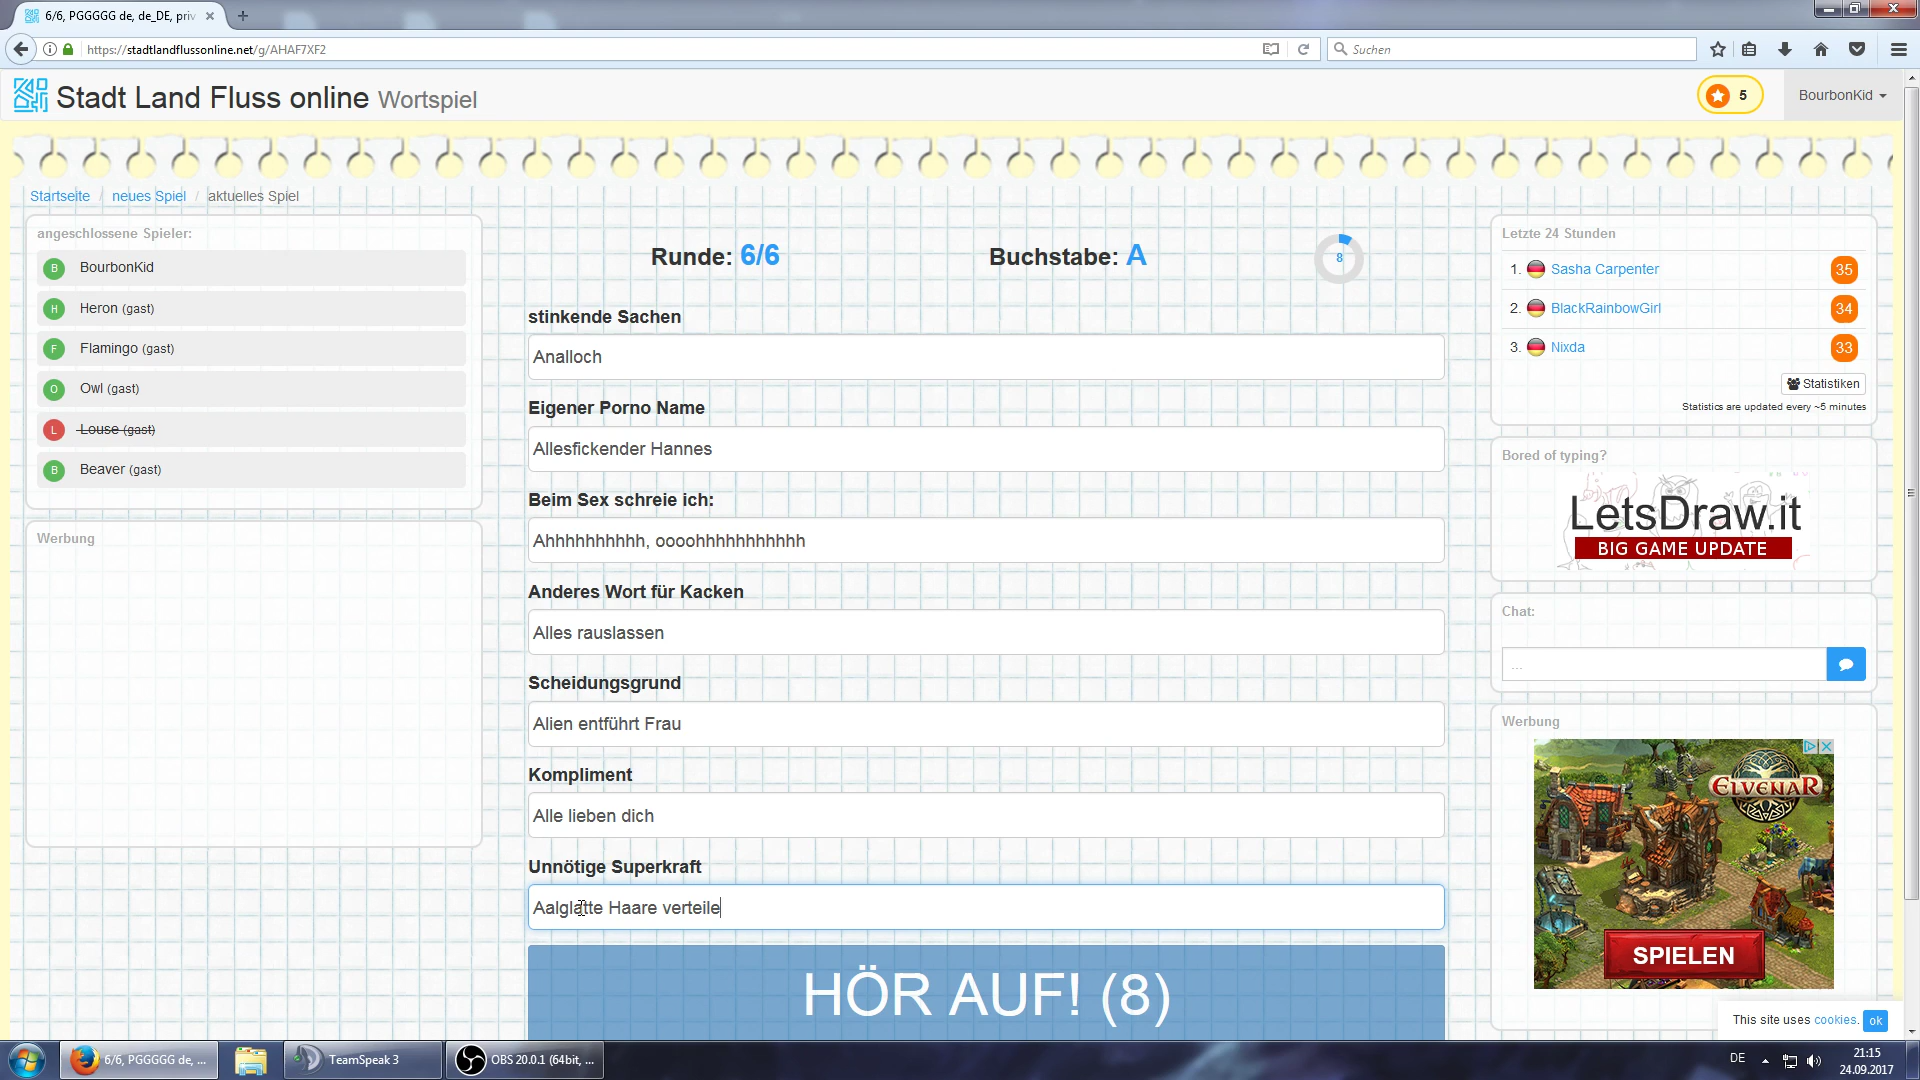 6/6, PGGGGG de, de_DE, priv
https://stadtlandflussonline.net/g/AHAF7XF2
Suchen
Stadt Land Fluss online Wortspiel
5
BourbonKid
Startseite / neues Spiel / aktuelles Spiel
angeschlossene Spieler:
B BourbonKid
H Heron (gast)
F Flamingo (gast)
O Owl (gast)
L Louse (gast)
B Beaver (gast)
Werbung
Runde: 6/6
Buchstabe: A
8
stinkende Sachen
Analloch
Eigener Porno Name
Allesfickender Hannes
Beim Sex schreie ich:
Ahhhhhhhhhh, oooohhhhhhhhhhh
Anderes Wort für Kacken
Alles rauslassen
Scheidungsgrund
Alien entführt Frau
Kompliment
Alle lieben dich
Unnötige Superkraft
Aalglatte Haare verteile
HÖR AUF! (8)
Letzte 24 Stunden
1. Sasha Carpenter 35
2. BlackRainbowGirl 34
3. Nixda 33
Statistiken
Statistics are updated every ~5 minutes
Bored of typing?
LetsDraw.it
BIG GAME UPDATE
Chat:
...
Werbung
ELVENAR
SPIELEN
This site uses cookies. ok
6/6, PGGGGG de, ...
TeamSpeak 3
OBS 20.0.1 (64bit, ...
DE
21:15
24.09.2017